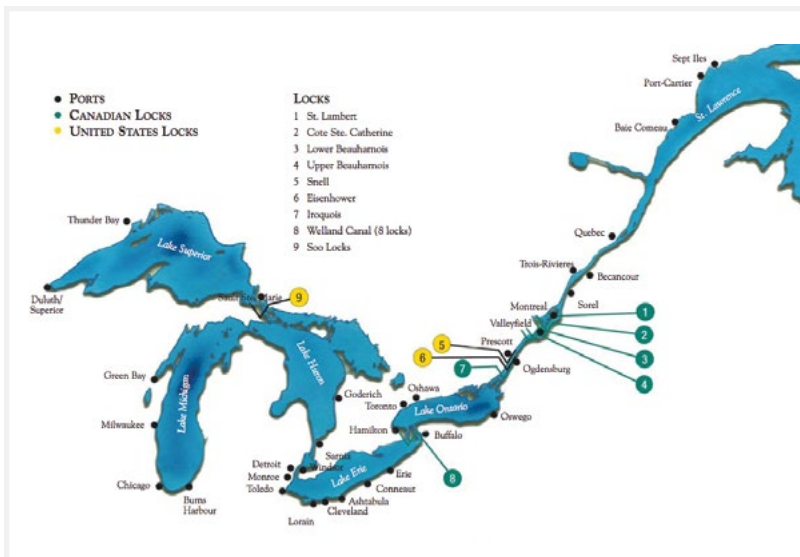 PORTS
CANADIAN LOCKS
UNITED STATES LOCKS
LOCKS
1 St. Lambert
2 Cote Ste. Catherine
3 Lower Beauharnois
4 Upper Beauharnois
5 Snell
6 Eisenhower
7 Iroquois
8 Welland Canal (8 locks)
9 Soo Locks
Sept Iles
Port-Cartier
St. Lawrence
Baie Comeau
Thunder Bay
Lake Superior
Quebec
Trois-Rivieres
Becancour
Duluth/
Superior
Sault Ste. Marie
9
Sorel
Montreal
1
Valleyfield
2
3
4
Prescott
5
6
7
Ogdensburg
Lake Huron
Lake Michigan
Green Bay
Goderich
Oshawa
Toronto
Lake Ontario
Oswego
Milwaukee
Hamilton
Buffalo
Sarnia
Detroit
Windsor
Monroe
Toledo
Lake Erie
Erie
8
Conneaut
Chicago
Burns
Harbour
Ashtabula
Cleveland
Lorain